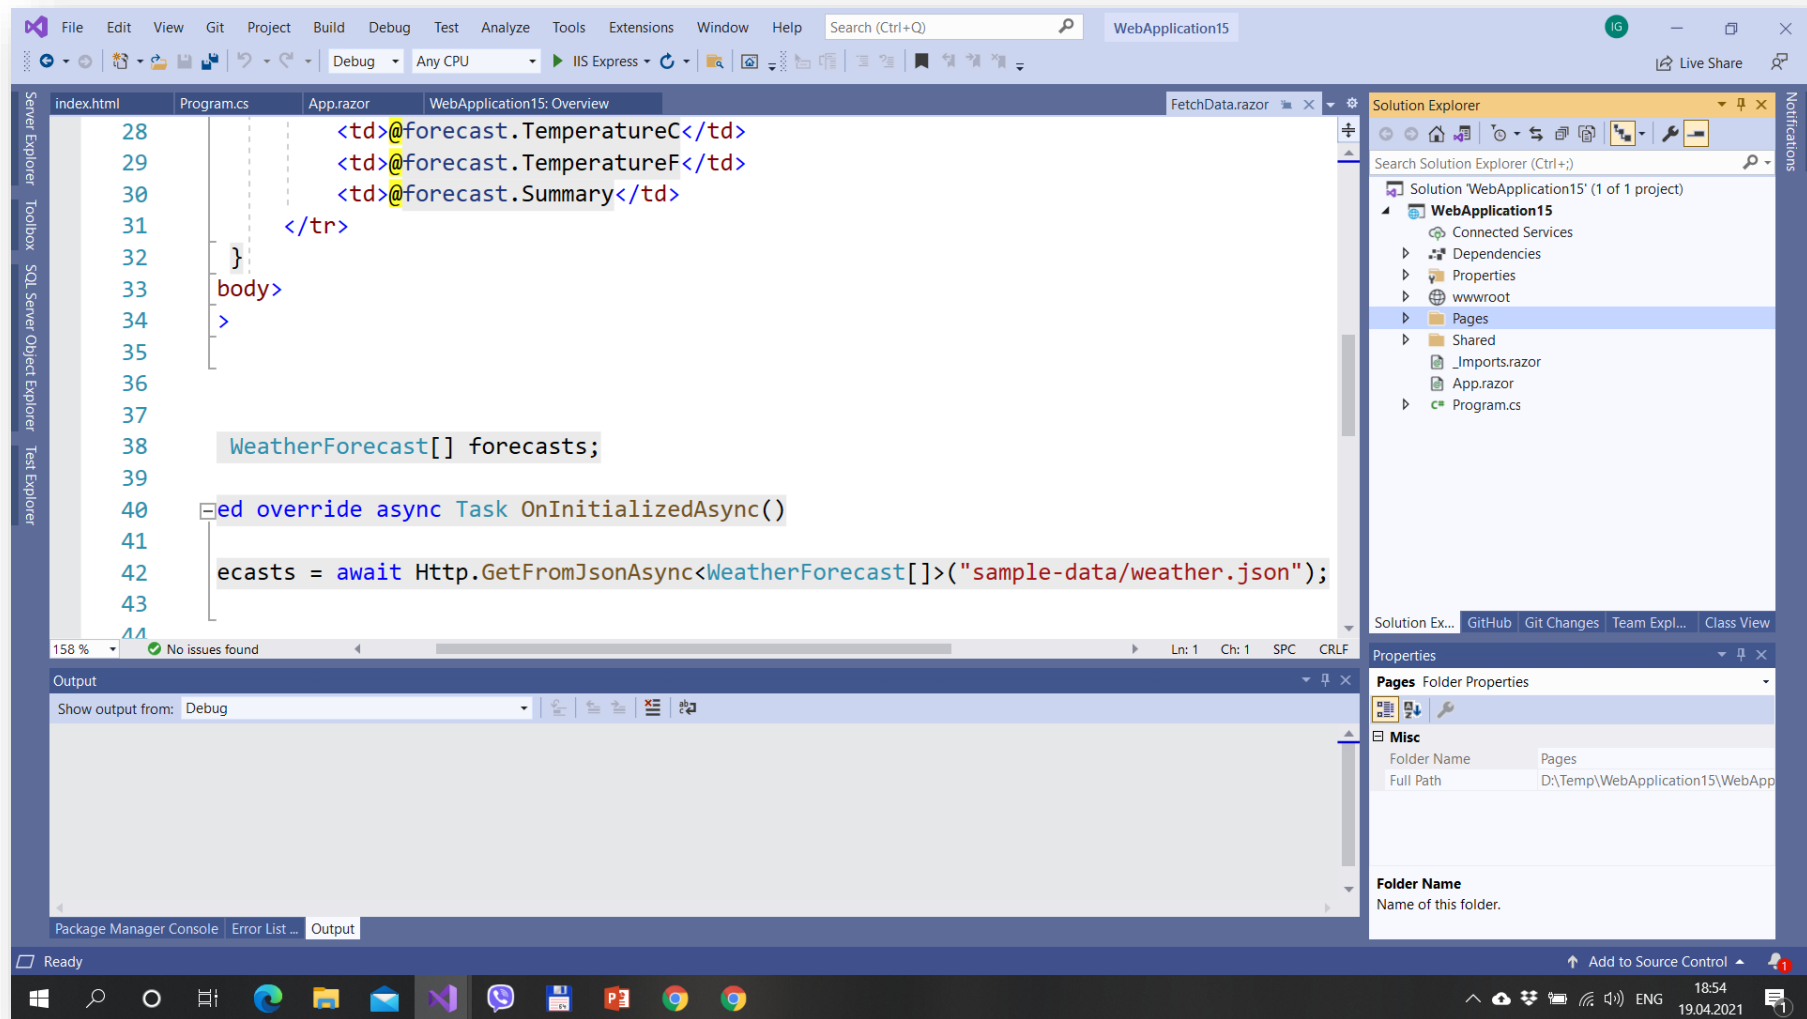 File Edit View Git Project Build Debug Test Analyze Tools Extensions Window Help Search (Ctrl+Q) WebApplication15 IG
Debug Any CPU IIS Express Live Share
index.html Program.cs App.razor WebApplication15: Overview FetchData.razor
28 <td>@forecast.TemperatureC</td>
29 <td>@forecast.TemperatureF</td>
30 <td>@forecast.Summary</td>
31 </tr>
32 }
33 body>
34 >
35
36
37
38 WeatherForecast[] forecasts;
39
40 ed override async Task OnInitializedAsync()
41
42 ecasts = await Http.GetFromJsonAsync<WeatherForecast[]>("sample-data/weather.json");
43
44
158 % No issues found Ln: 1 Ch: 1 SPC CRLF
Server Explorer
Toolbox
SQL Server Object Explorer
Test Explorer
Output
Show output from: Debug
Package Manager Console Error List ... Output
Solution Explorer
Search Solution Explorer (Ctrl+;)
Solution 'WebApplication15' (1 of 1 project)
WebApplication15
Connected Services
Dependencies
Properties
wwwroot
Pages
Shared
_Imports.razor
App.razor
C# Program.cs
Solution Ex... GitHub Git Changes Team Expl... Class View
Properties
Pages Folder Properties
Misc
Folder Name Pages
Full Path D:\Temp\WebApplication15\WebApp
Folder Name
Name of this folder.
Notifications
Ready Add to Source Control 1
ENG 18:54
19.04.2021 1